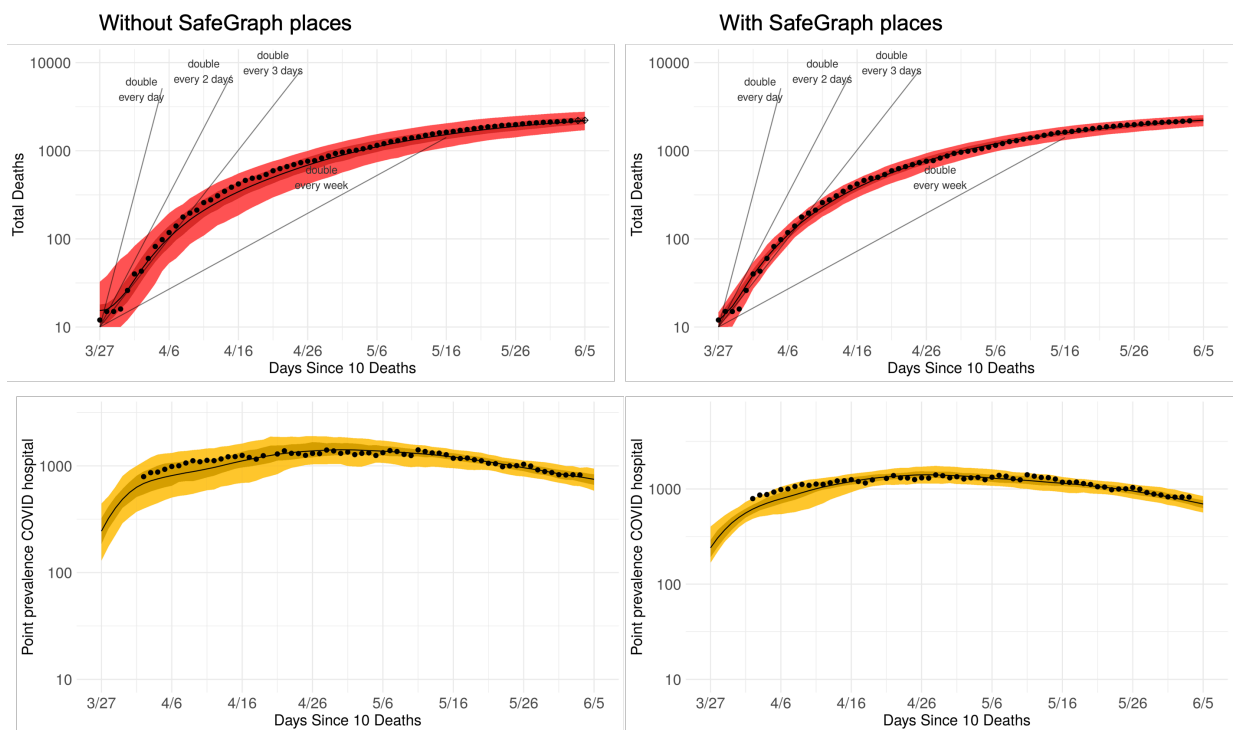 Without SafeGraph places
With SafeGraph places
Total Deaths
10000
1000
100
10
double
every day
double
every 2 days
double
every 3 days
double
every week
3/27
4/6
4/16
4/26
5/6
5/16
5/26
6/5
Days Since 10 Deaths
Total Deaths
10000
1000
100
10
double
every day
double
every 2 days
double
every 3 days
double
every week
3/27
4/6
4/16
4/26
5/6
5/16
5/26
6/5
Days Since 10 Deaths
Point prevalence COVID hospital
1000
100
10
3/27
4/6
4/16
4/26
5/6
5/16
5/26
6/5
Days Since 10 Deaths
Point prevalence COVID hospital
1000
100
10
3/27
4/6
4/16
4/26
5/6
5/16
5/26
6/5
Days Since 10 Deaths